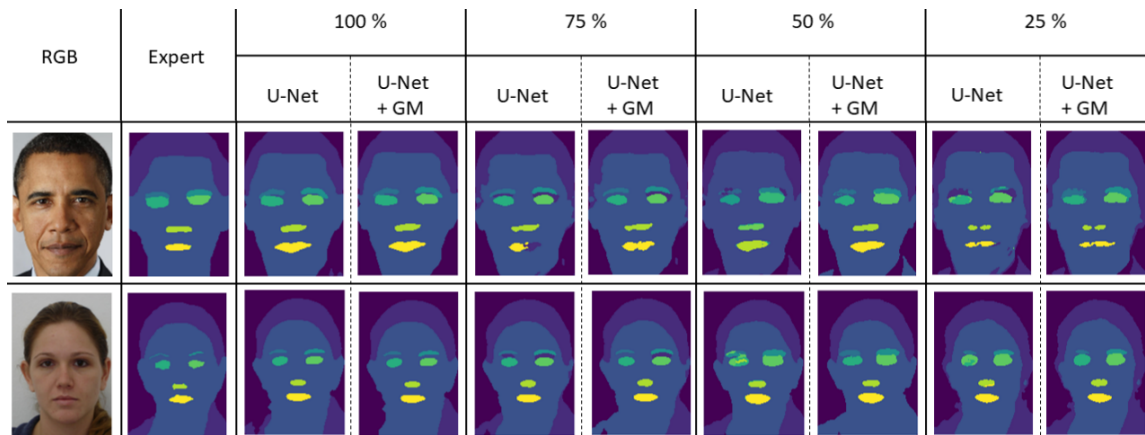 100 %
75 %
50 %
25 %
RGB
Expert
U-Net
U-Net
+ GM
U-Net
U-Net
+ GM
U-Net
U-Net
+ GM
U-Net
U-Net
+ GM